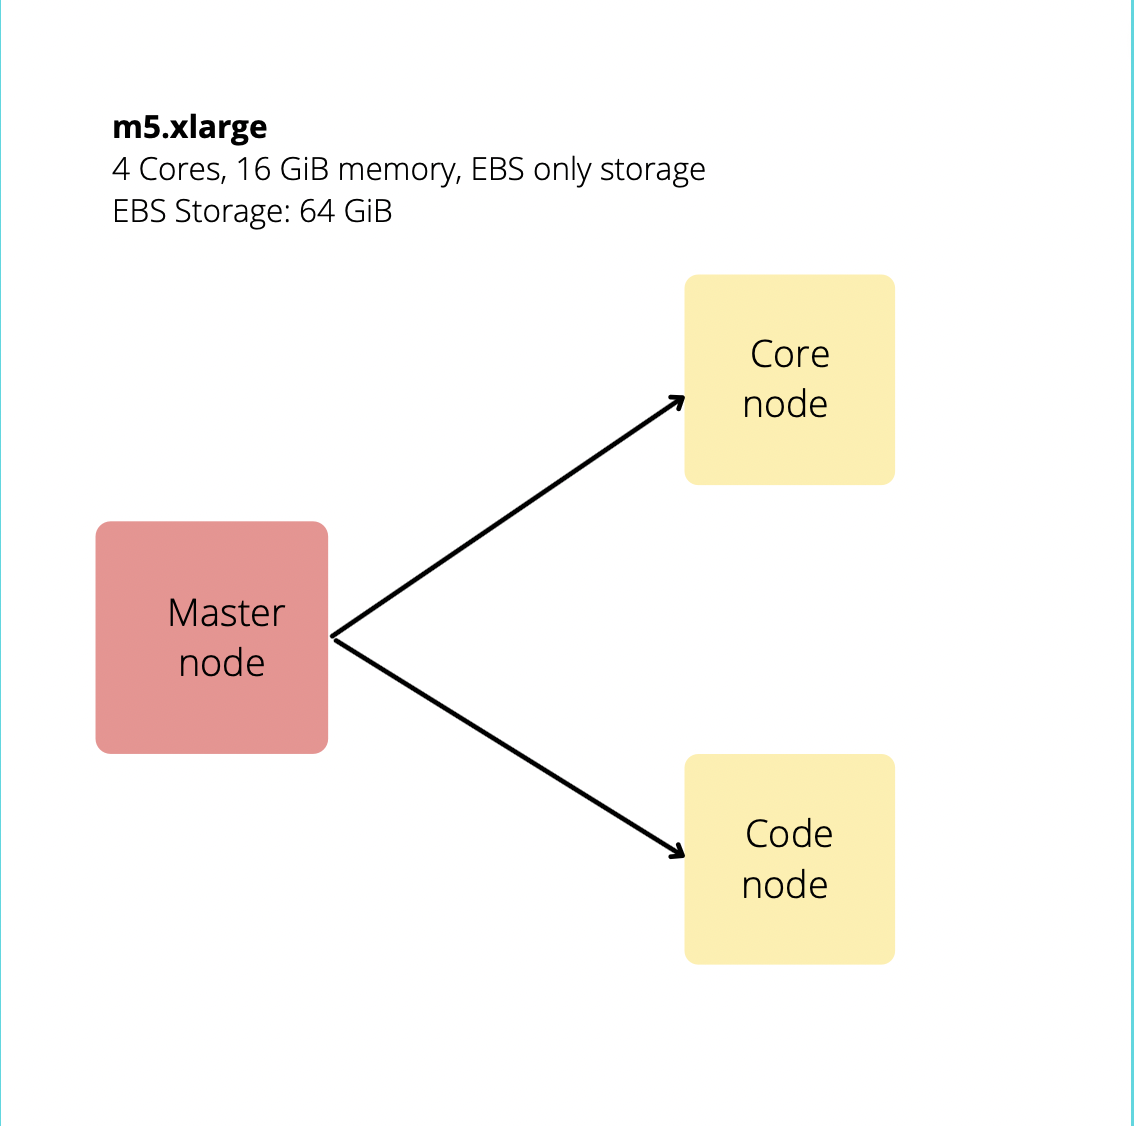 m5.xlarge
4 Cores, 16 GiB memory, EBS only storage
EBS Storage: 64 GiB
Core
node
Master
node
Code
node